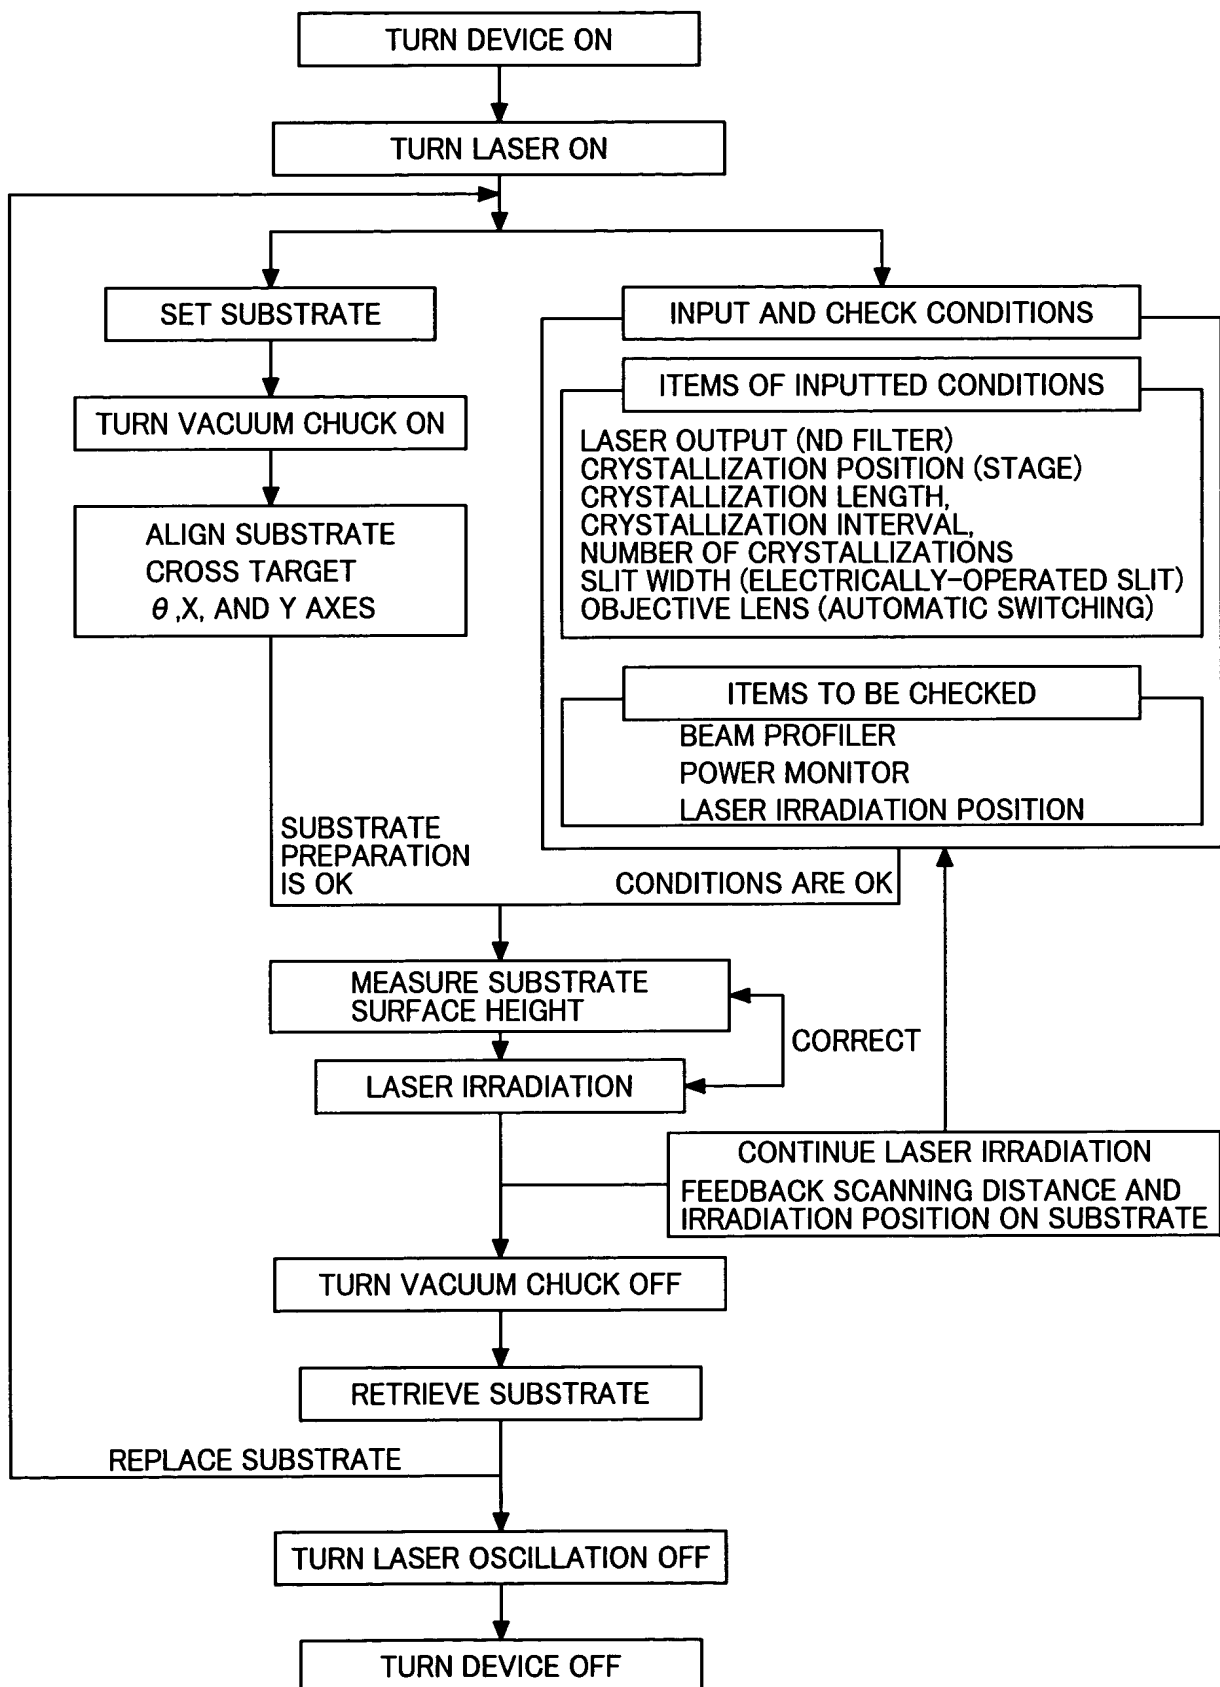 TURN DEVICE ON
TURN LASER ON
SET SUBSTRATE
TURN VACUUM CHUCK ON
ALIGN SUBSTRATE
CROSS TARGET
θ ,X, AND Y AXES
INPUT AND CHECK CONDITIONS
ITEMS OF INPUTTED CONDITIONS
LASER OUTPUT (ND FILTER)
CRYSTALLIZATION POSITION (STAGE)
CRYSTALLIZATION LENGTH,
CRYSTALLIZATION INTERVAL,
NUMBER OF CRYSTALLIZATIONS
SLIT WIDTH (ELECTRICALLY-OPERATED SLIT)
OBJECTIVE LENS (AUTOMATIC SWITCHING)
ITEMS TO BE CHECKED
BEAM PROFILER
POWER MONITOR
LASER IRRADIATION POSITION
SUBSTRATE
PREPARATION
IS OK
CONDITIONS ARE OK
MEASURE SUBSTRATE
SURFACE HEIGHT
CORRECT
LASER IRRADIATION
CONTINUE LASER IRRADIATION
FEEDBACK SCANNING DISTANCE AND
IRRADIATION POSITION ON SUBSTRATE
TURN VACUUM CHUCK OFF
RETRIEVE SUBSTRATE
REPLACE SUBSTRATE
TURN LASER OSCILLATION OFF
TURN DEVICE OFF